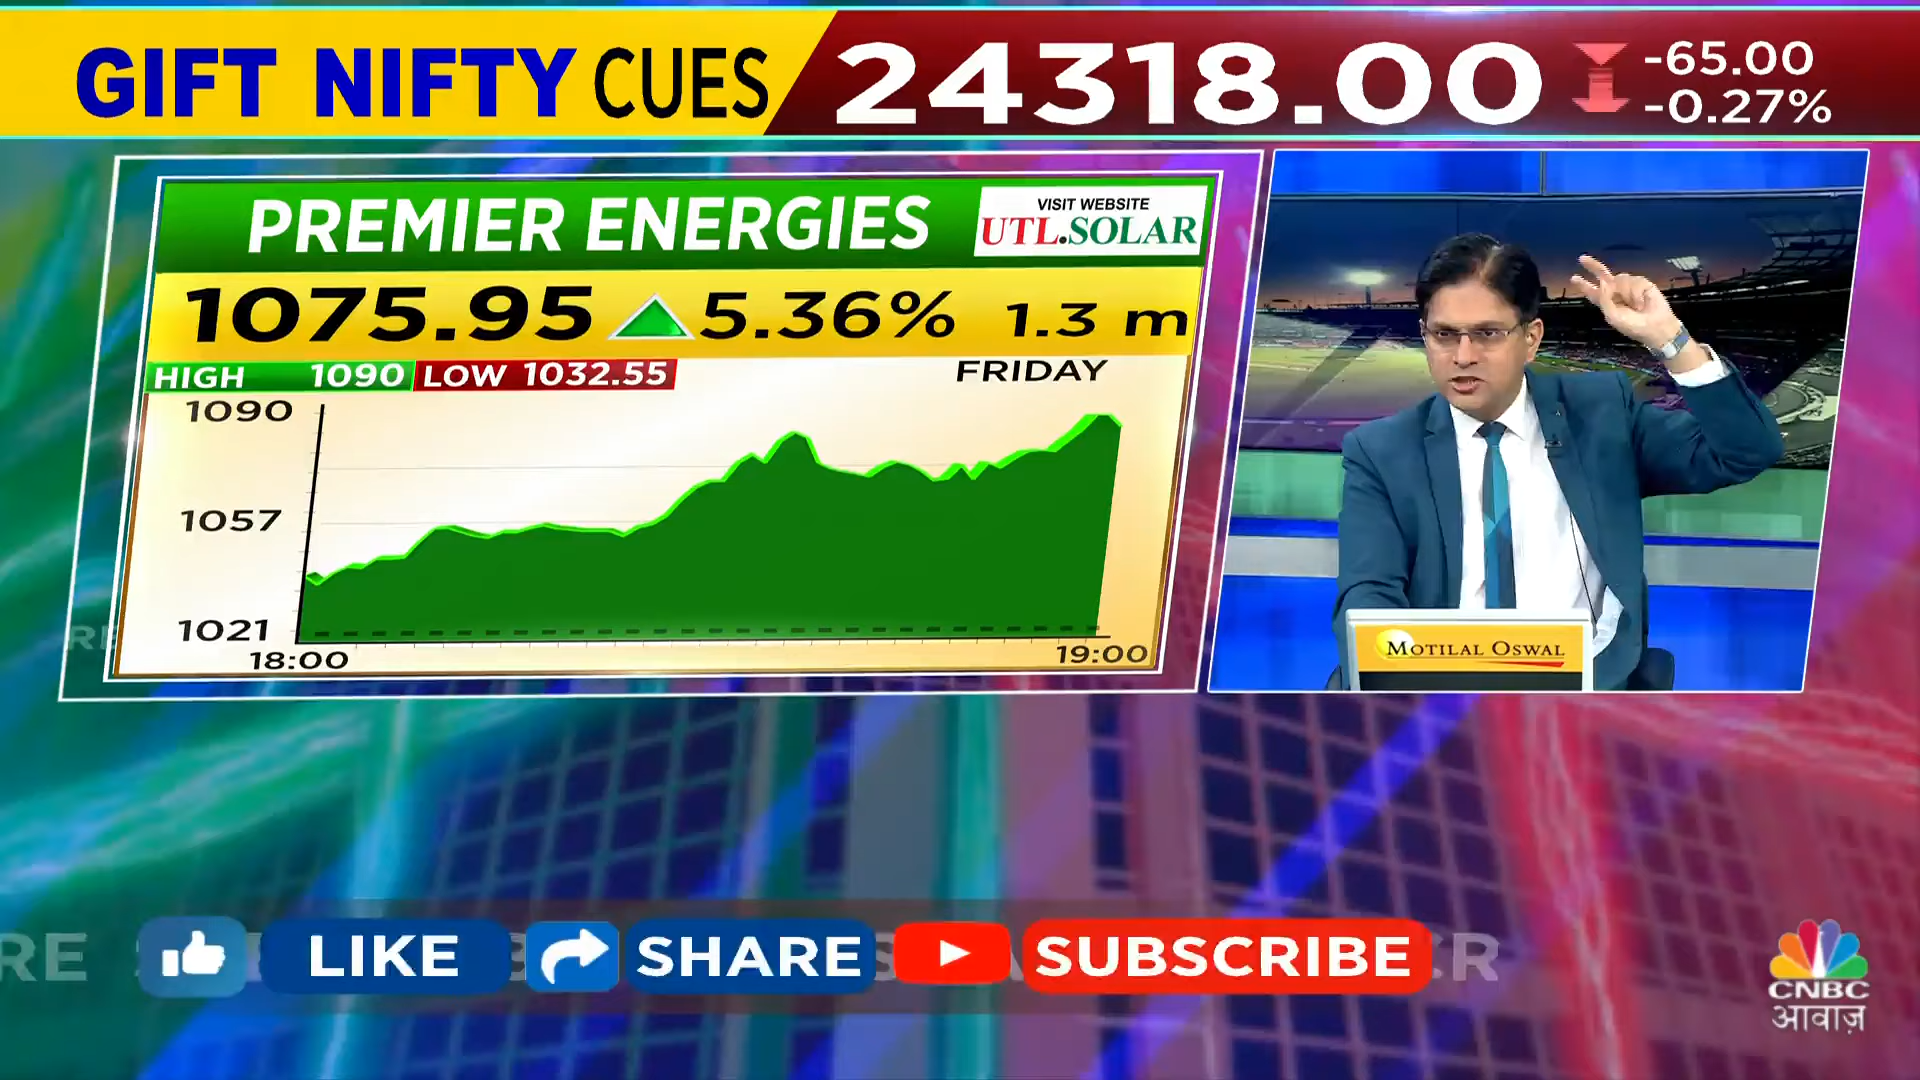 GIFT NIFTY CUES 24318.00 -65.00
-0.27%
PREMIER ENERGIES
VISIT WEBSITE
UTL.SOLAR
1075.95 5.36% 1.3 m
HIGH 1090 LOW 1032.55 FRIDAY
1090
1057
1021
18:00 19:00
MOTILAL OSWAL
LIKE SHARE SUBSCRIBE
CNBC
आवाज़